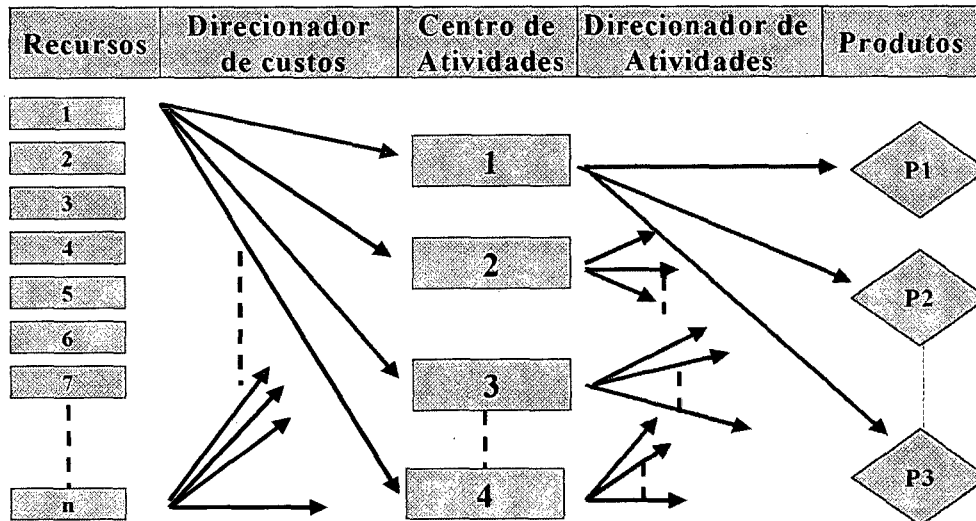 Recursos
Direcionador
de custos
Centro de
Atividades
Direcionador de
Atividades
Produtos
1
2
3
4
5
6
7
n
1
2
3
4
P1
P2
P3